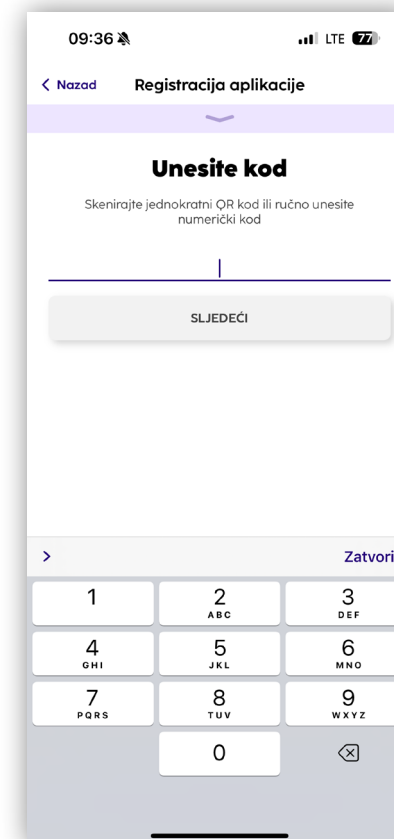 09:36 LTE 77
Nazad Registracija aplikacije
Unesite kod
Skenirajte jednokratni QR kod ili ručno unesite
numerički kod
SLJEDEĆI
Zatvori
1 2 3
ABC DEF
4 5 6
GHI JKL MNO
7 8 9
PQRS TUV WXYZ
0